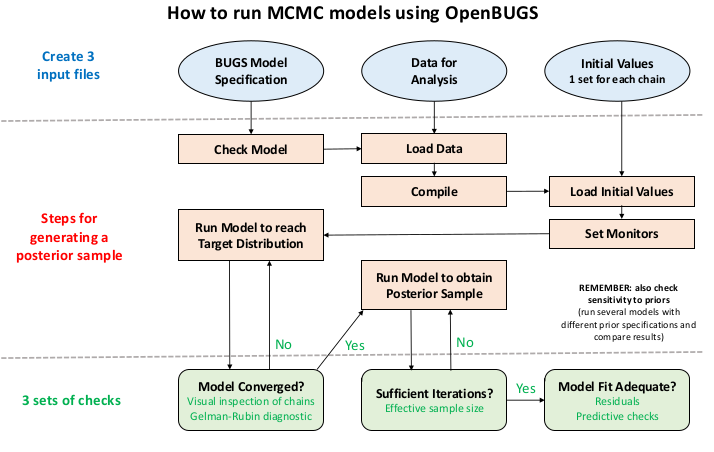 How to run MCMC models using OpenBUGS
Create 3
input files
BUGS Model
Specification
Data for
Analysis
Initial Values
1 set for each chain
Check Model
Load Data
Compile
Load Initial Values
Steps for
generating a
posterior sample
Run Model to reach
Target Distribution
Set Monitors
Run Model to obtain
Posterior Sample
REMEMBER: also check
sensitivity to priors
(run several models with
different prior specifications and
compare results)
No
Yes
No
3 sets of checks
Model Converged?
Visual inspection of chains
Gelman-Rubin diagnostic
Sufficient Iterations?
Effective sample size
Yes
Model Fit Adequate?
Residuals
Predictive checks